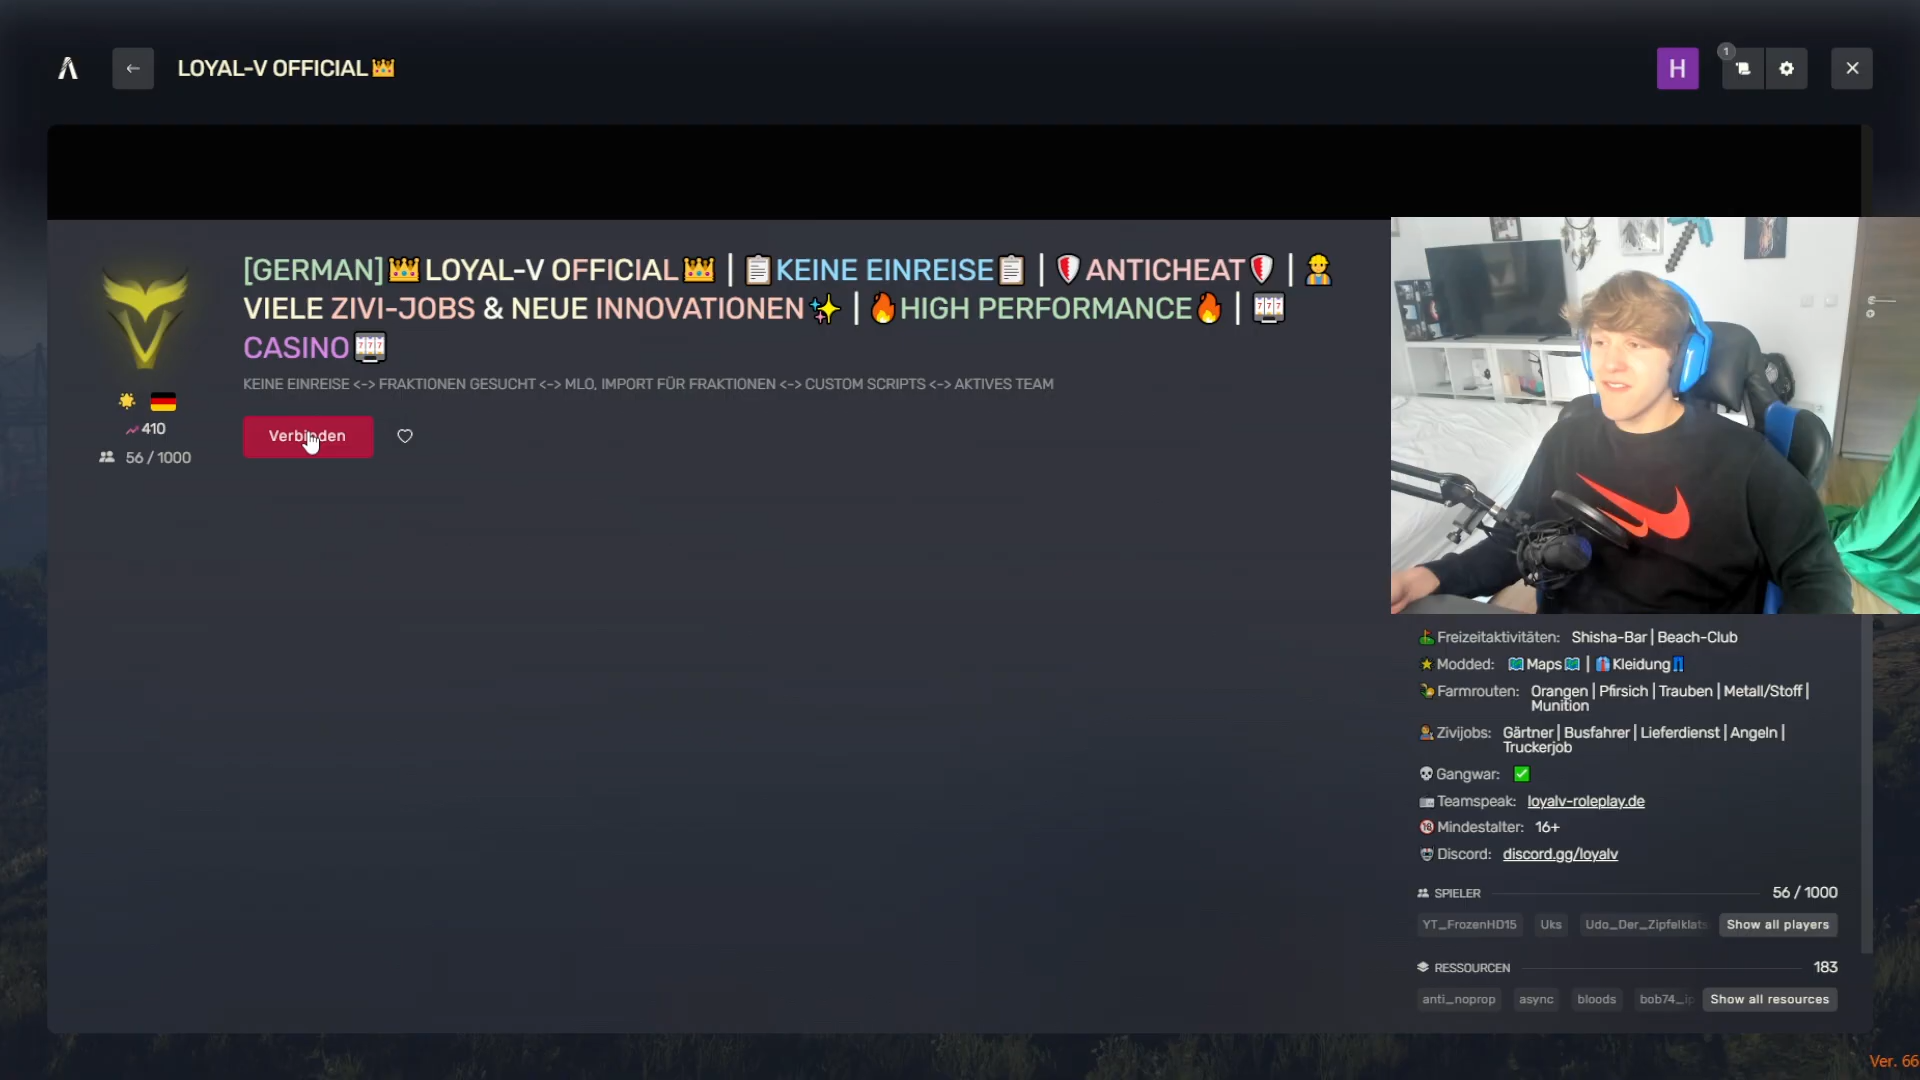 LOYAL-V OFFICIAL👑
H
1
[GERMAN]👑LOYAL-V OFFICIAL👑 | 📋KEINE EINREISE📋 | 🛡ANTICHEAT🛡 | 👷
VIELE ZIVI-JOBS & NEUE INNOVATIONEN✨ | 🔥HIGH PERFORMANCE🔥 | 🎰
CASINO🎰
KEINE EINREISE <-> FRAKTIONEN GESUCHT <-> MLO, IMPORT FÜR FRAKTIONEN <-> CUSTOM SCRIPTS <-> AKTIVES TEAM
410
56 / 1000
Verbinden
Freizeitaktivitäten: Shisha-Bar | Beach-Club
Modded: Maps | Kleidung
Farmrouten: Orangen | Pfirsich | Trauben | Metall/Stoff |
Munition
Zivijobs: Gärtner | Busfahrer | Lieferdienst | Angeln |
Truckerjob
Gangwar: ✅
Teamspeak: loyalv-roleplay.de
Mindestalter: 16+
Discord: discord.gg/loyalv
SPIELER 56 / 1000
YT_FrozenHD15 Uks Udo_Der_Zipfelklats Show all players
RESSOURCEN 183
anti_noprop async bloods bob74_ip Show all resources
Ver. 66